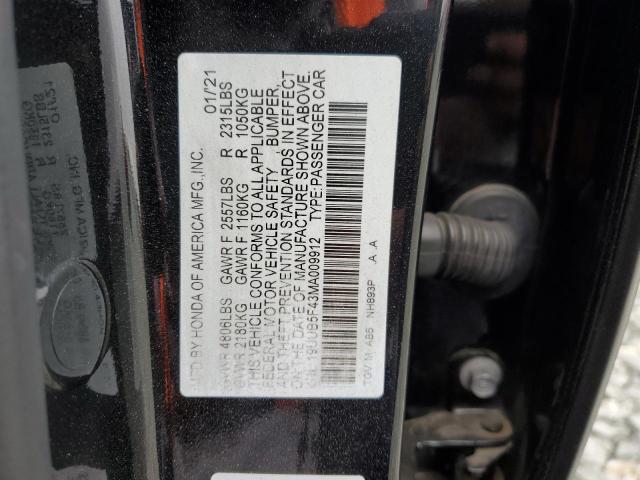 MFD BY HONDA OF AMERICA MFG., INC. 01/21
GVWR 4806LBS GAWR F 2557LBS R 2315LBS
GVWR 2180KG GAWR F 1160KG R 1050KG
THIS VEHICLE CONFORMS TO ALL APPLICABLE
FEDERAL MOTOR VEHICLE SAFETY, BUMPER,
AND THEFT PREVENTION STANDARDS IN EFFECT
ON THE DATE OF MANUFACTURE SHOWN ABOVE.
19UUB5F43MA009912 TYPE:PASSENGER CAR
TGV M AB5 NH893P A A